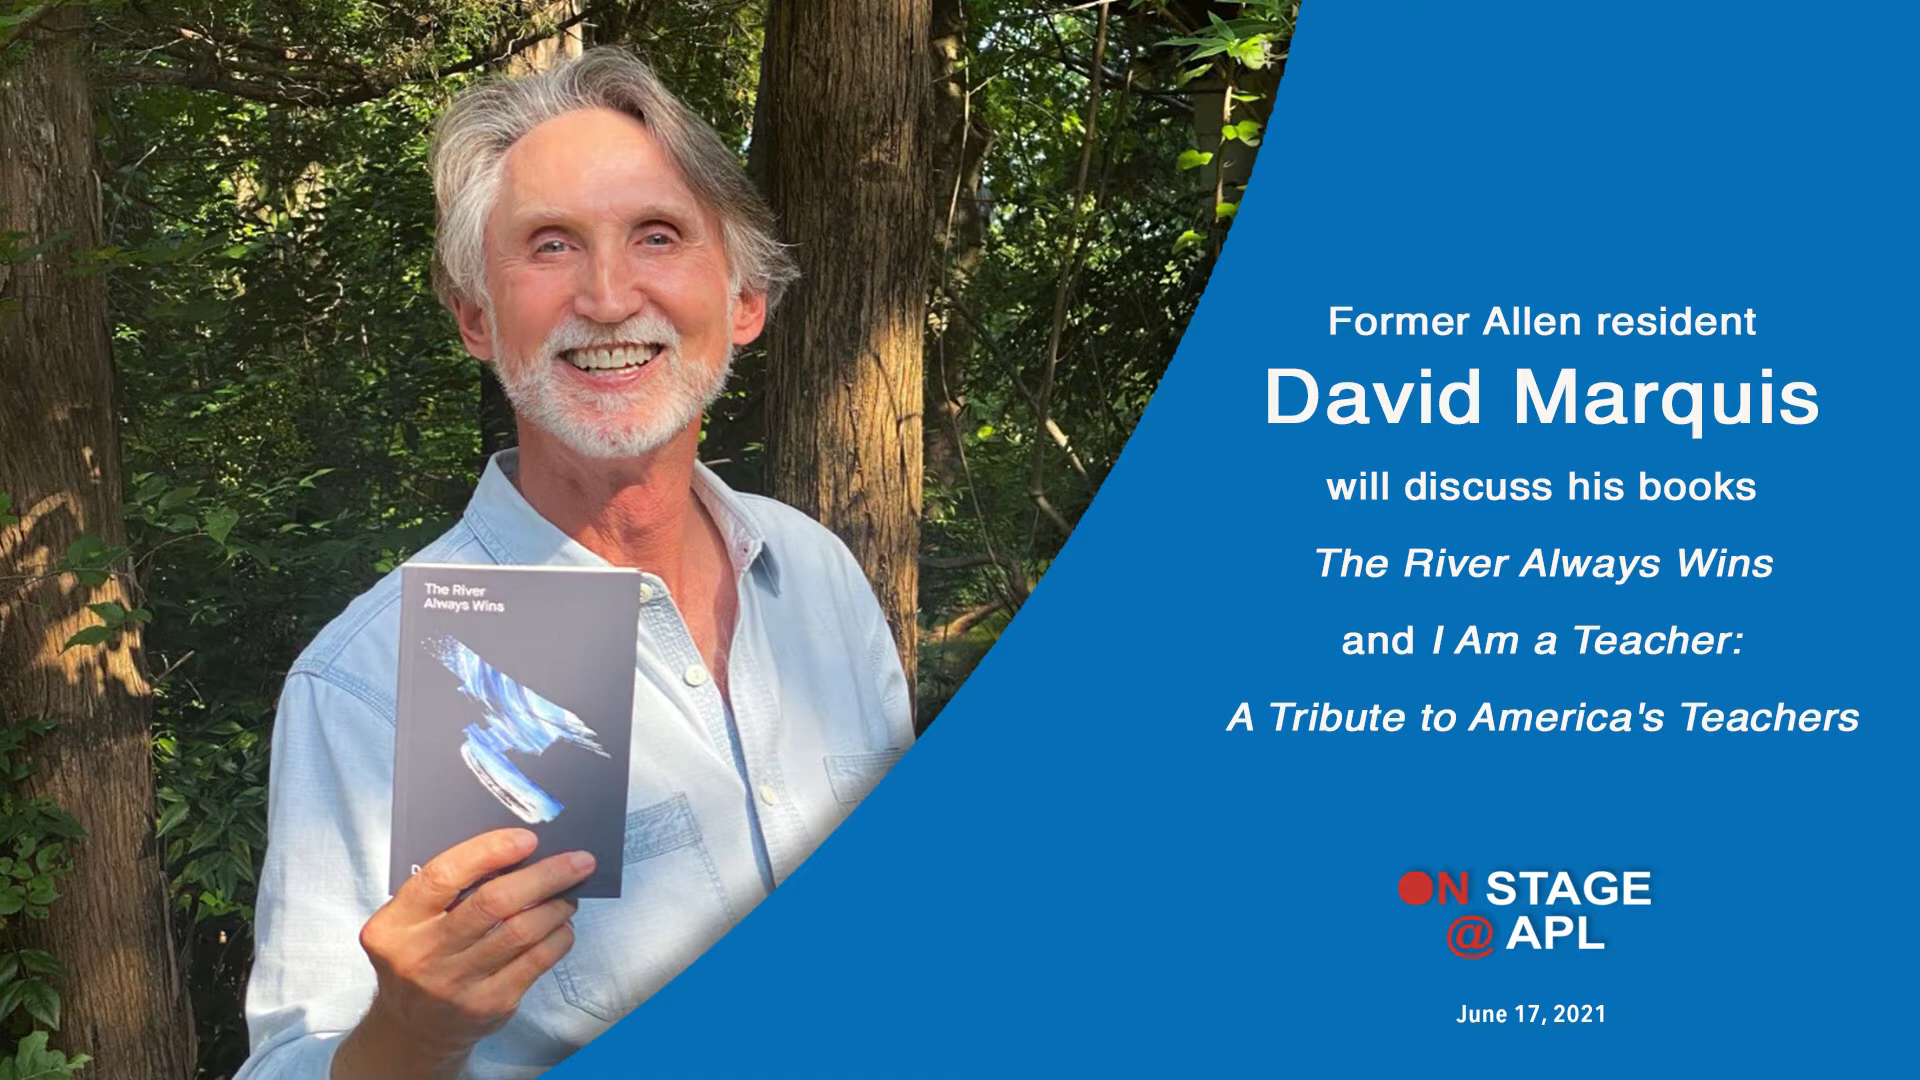 The River
Always Wins
Former Allen resident
David Marquis
will discuss his books
The River Always Wins
and I Am a Teacher:
A Tribute to America's Teachers
ON STAGE
@ APL
June 17, 2021